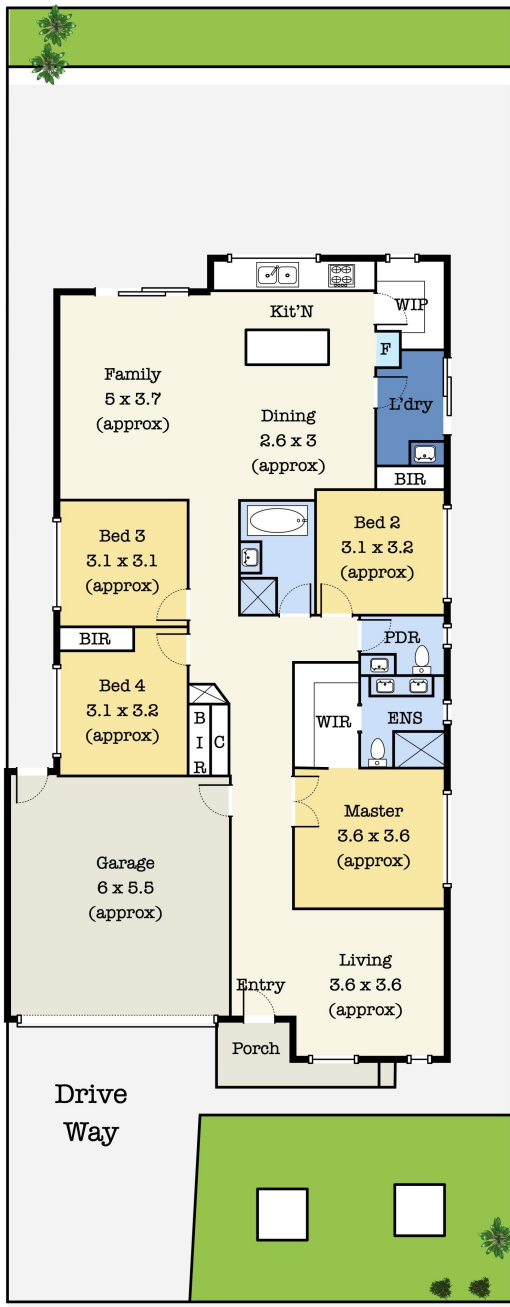 Kit'N
WIP
F
Family
5 x 3.7
(approx)
L'dry
Dining
2.6 x 3
(approx)
BIR
Bed 3
3.1 x 3.1
(approx)
Bed 2
3.1 x 3.2
(approx)
BIR
PDR
Bed 4
3.1 x 3.2
(approx)
B
I
R
C
WIR
ENS
Master
3.6 x 3.6
(approx)
Garage
6 x 5.5
(approx)
Living
3.6 x 3.6
(approx)
Entry
Porch
Drive
Way